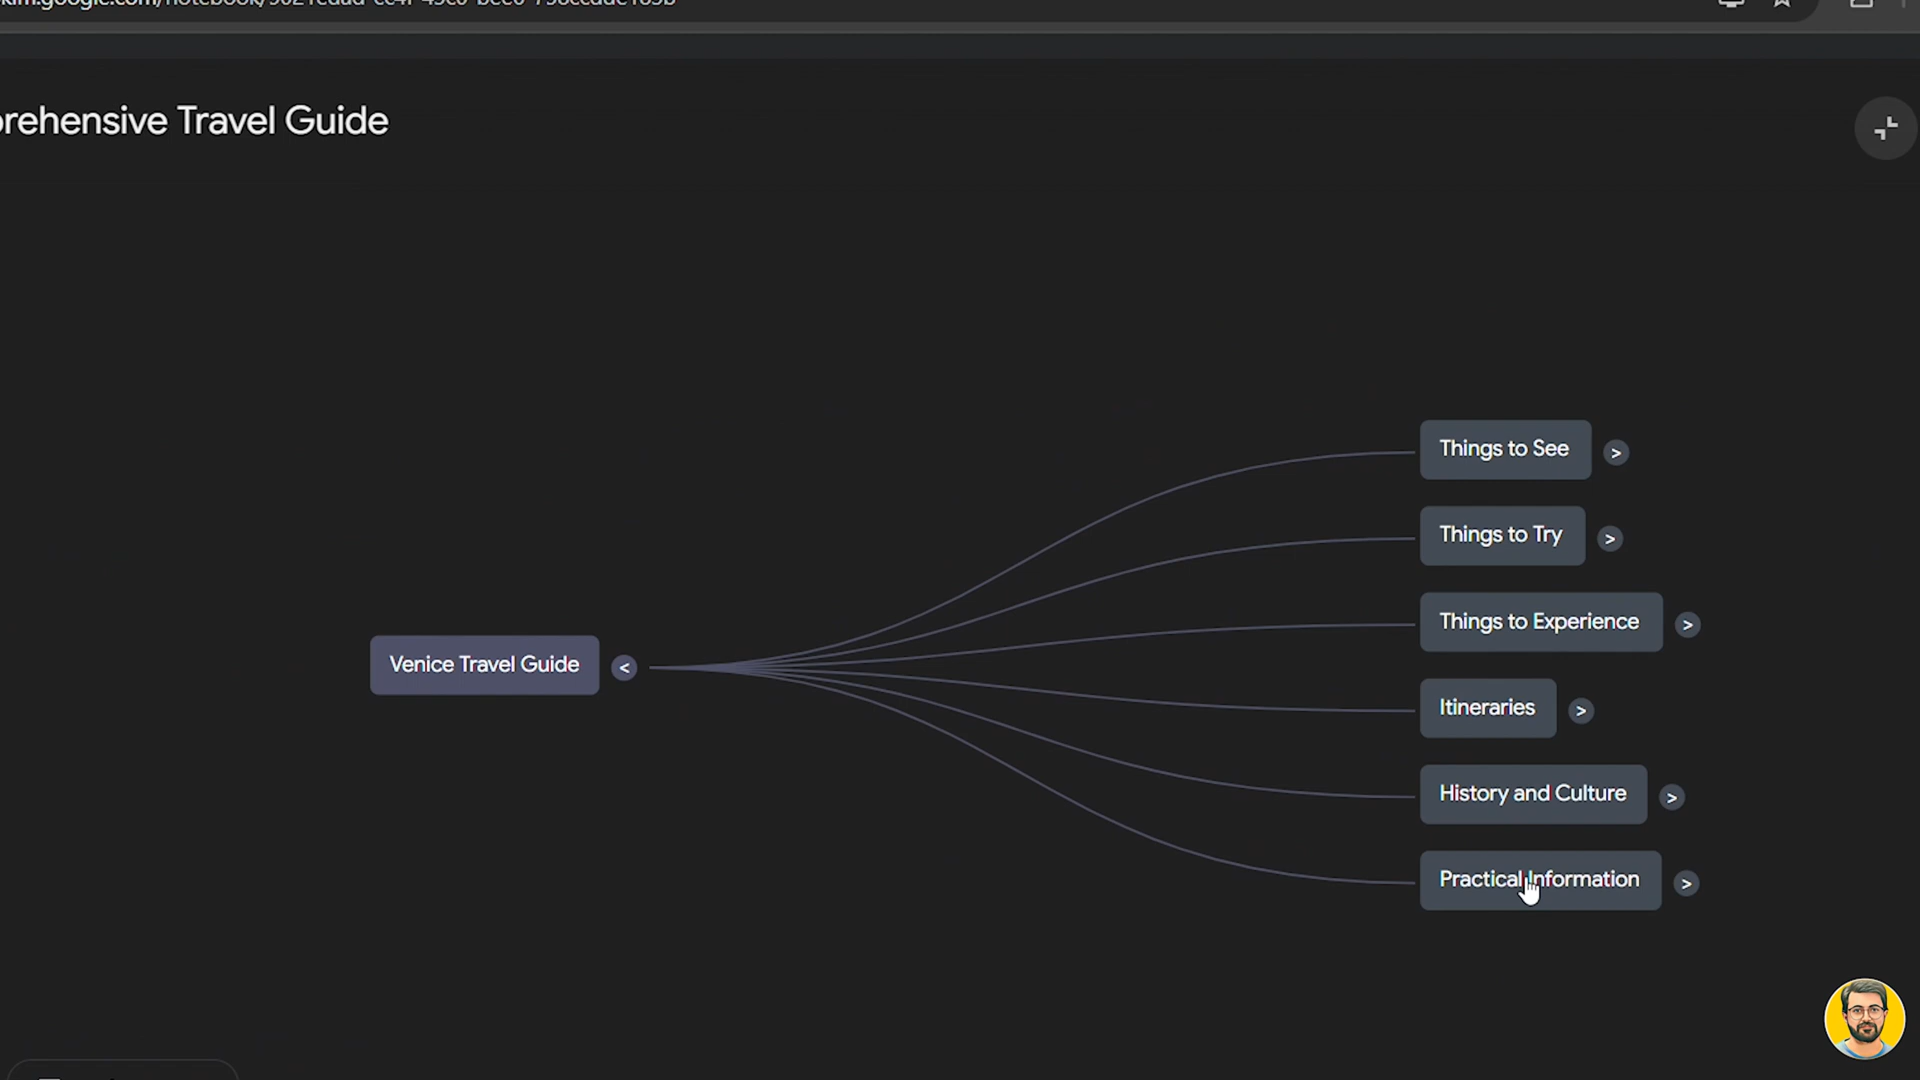 prehensive Travel Guide
Things to See
Things to Try
Things to Experience
Venice Travel Guide
Itineraries
History and Culture
Practical Information